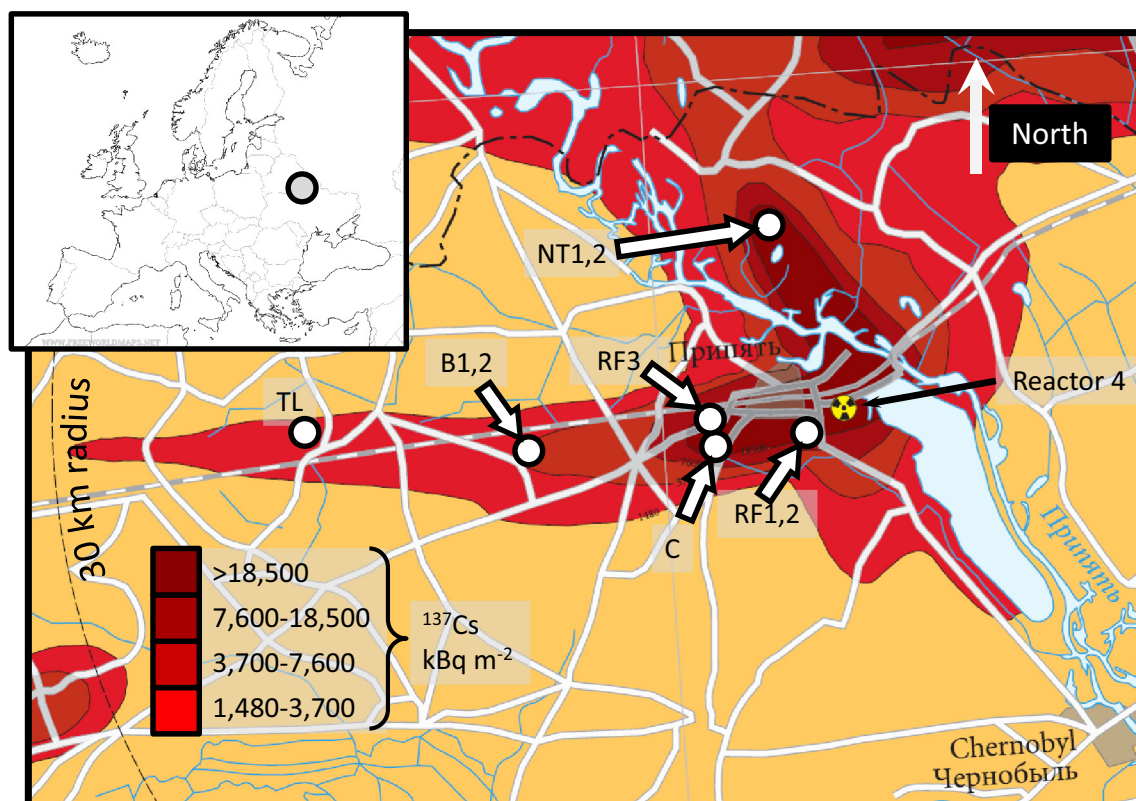 WWW.FREEWORLDMAPS.NET
North
NT1,2
Припять
B1,2
RF3
Reactor 4
TL
30 km radius
1480
RF1,2
C
Припять
>18,500
7,600-18,500
3,700-7,600
1,480-3,700
¹³⁷Cs
kBq m⁻²
Chernobyl
Чернобыль